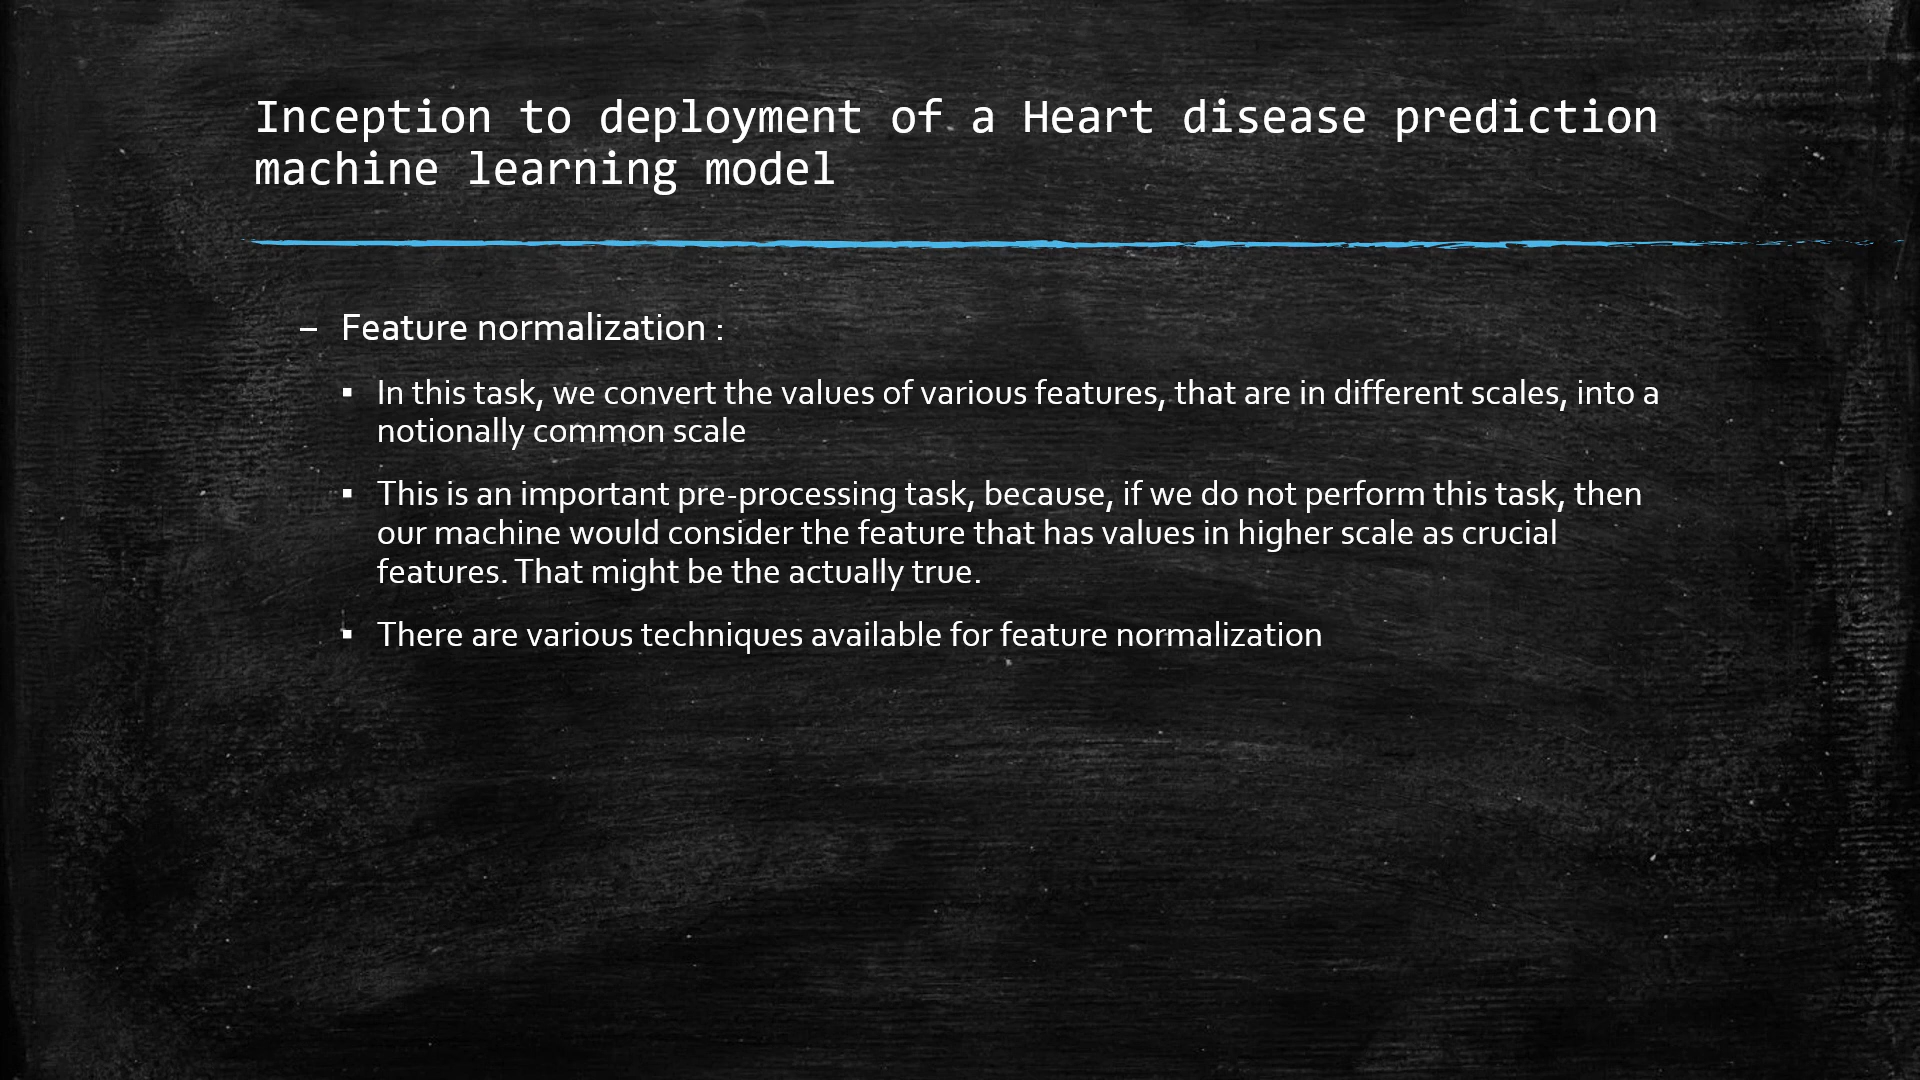 Inception to deployment of a Heart disease prediction
machine learning model
– Feature normalization :
▪ In this task, we convert the values of various features, that are in different scales, into a
notionally common scale
▪ This is an important pre-processing task, because, if we do not perform this task, then
our machine would consider the feature that has values in higher scale as crucial
features. That might be the actually true.
▪ There are various techniques available for feature normalization